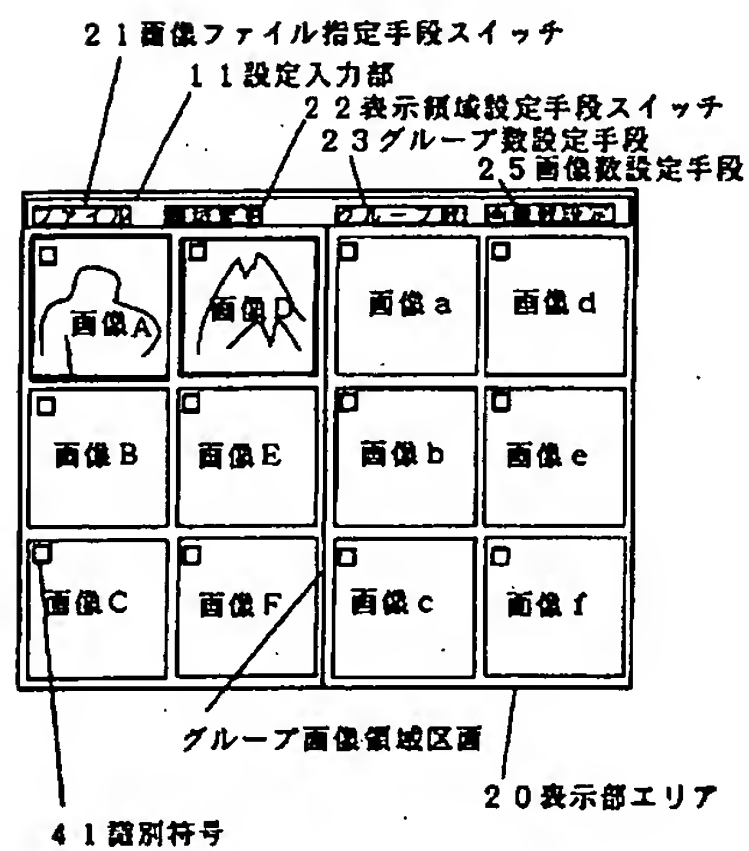 21画像ファイル指定手段スイッチ
11設定入力部
22表示領域設定手段スイッチ
23グループ数設定手段
25画像数設定手段
ファイル グループ数 画像数設定
画像A 画像D 画像a 画像d
画像B 画像E 画像b 画像e
画像C 画像F 画像c 画像f
グループ画像領域区画
20表示部エリア
41識別符号